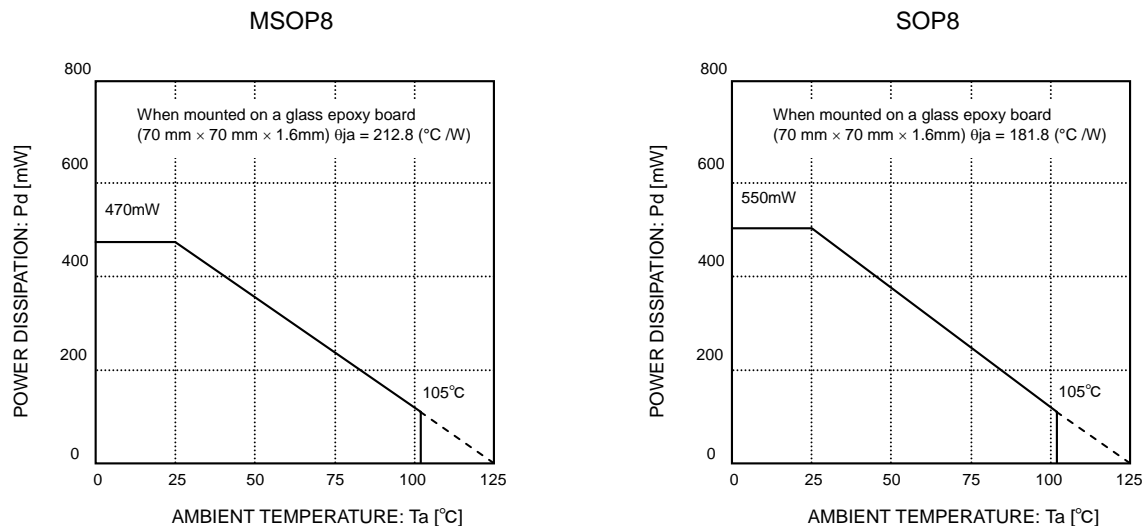 MSOP8
800
600
400
200
0
When mounted on a glass epoxy board
(70 mm × 70 mm × 1.6mm) θja = 212.8 (°C /W)
470mW
105°C
0 25 50 75 100 125
POWER DISSIPATION: Pd [mW]
AMBIENT TEMPERATURE: Ta [°C]
SOP8
800
600
400
200
0
When mounted on a glass epoxy board
(70 mm × 70 mm × 1.6mm) θja = 181.8 (°C /W)
550mW
105°C
0 25 50 75 100 125
POWER DISSIPATION: Pd [mW]
AMBIENT TEMPERATURE: Ta [°C]